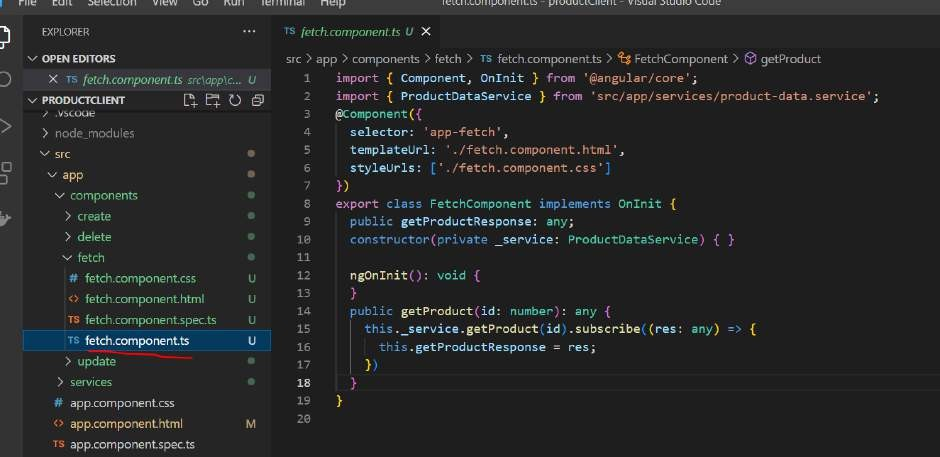 File Edit Selection View Go Run Terminal Help fetch.component.ts - productClient - Visual Studio Code
EXPLORER ...
OPEN EDITORS
TS fetch.component.ts src\app\c... U
PRODUCTCLIENT
.vscode
node_modules
src
app
components
create
delete
fetch
# fetch.component.css U
<> fetch.component.html U
TS fetch.component.spec.ts U
TS fetch.component.ts U
update
services
# app.component.css
<> app.component.html M
TS app.component.spec.ts
TS fetch.component.ts U
src > app > components > fetch > TS fetch.component.ts > FetchComponent > getProduct
1 import { Component, OnInit } from '@angular/core';
2 import { ProductDataService } from 'src/app/services/product-data.service';
3 @Component({
4 selector: 'app-fetch',
5 templateUrl: './fetch.component.html',
6 styleUrls: ['./fetch.component.css']
7 })
8 export class FetchComponent implements OnInit {
9 public getProductResponse: any;
10 constructor(private _service: ProductDataService) { }
11
12 ngOnInit(): void {
13 }
14 public getProduct(id: number): any {
15 this._service.getProduct(id).subscribe((res: any) => {
16 this.getProductResponse = res;
17 })
18 }
19 }
20